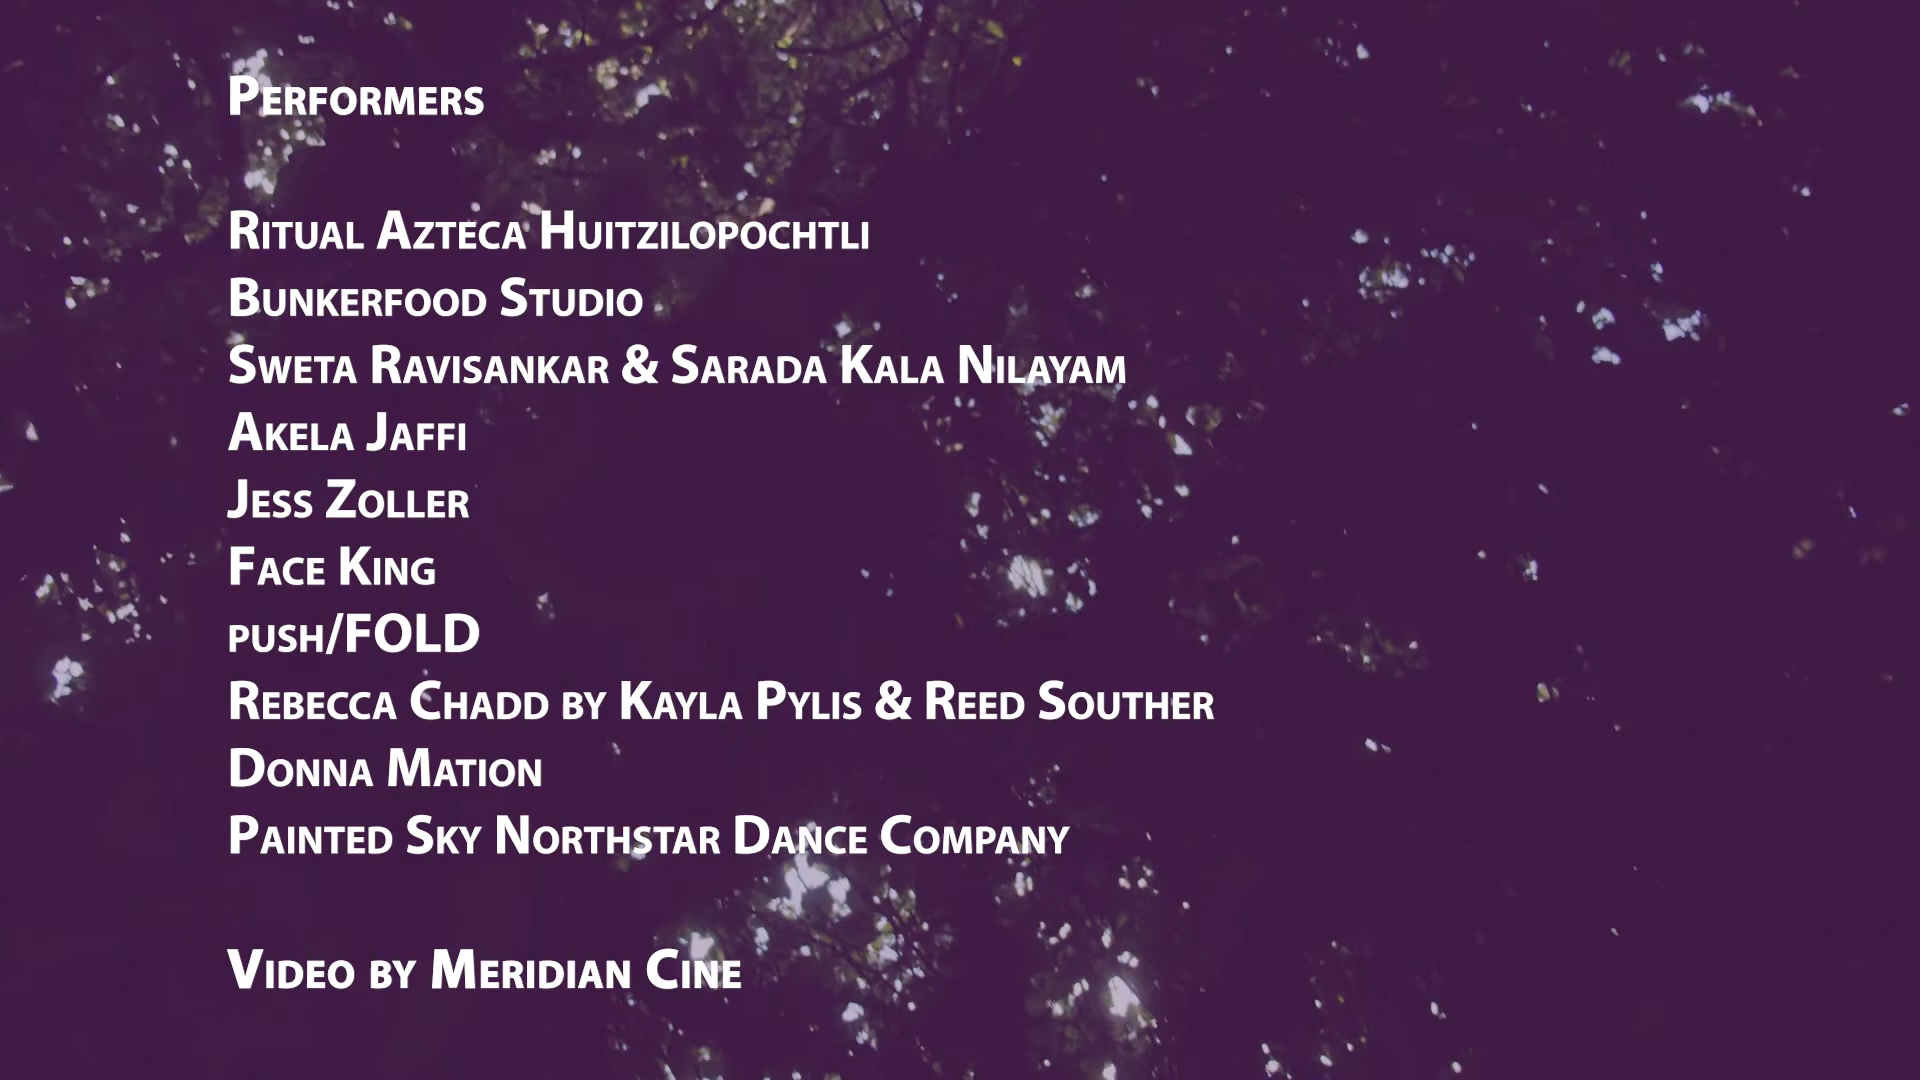 Performers
Ritual Azteca Huitzilopochtli
Bunkerfood Studio
Sweta Ravisankar & Sarada Kala Nilayam
Akela Jaffi
Jess Zoller
Face King
push/FOLD
Rebecca Chadd by Kayla Pylis & Reed Souther
Donna Mation
Painted Sky Northstar Dance Company
Video by Meridian Cine